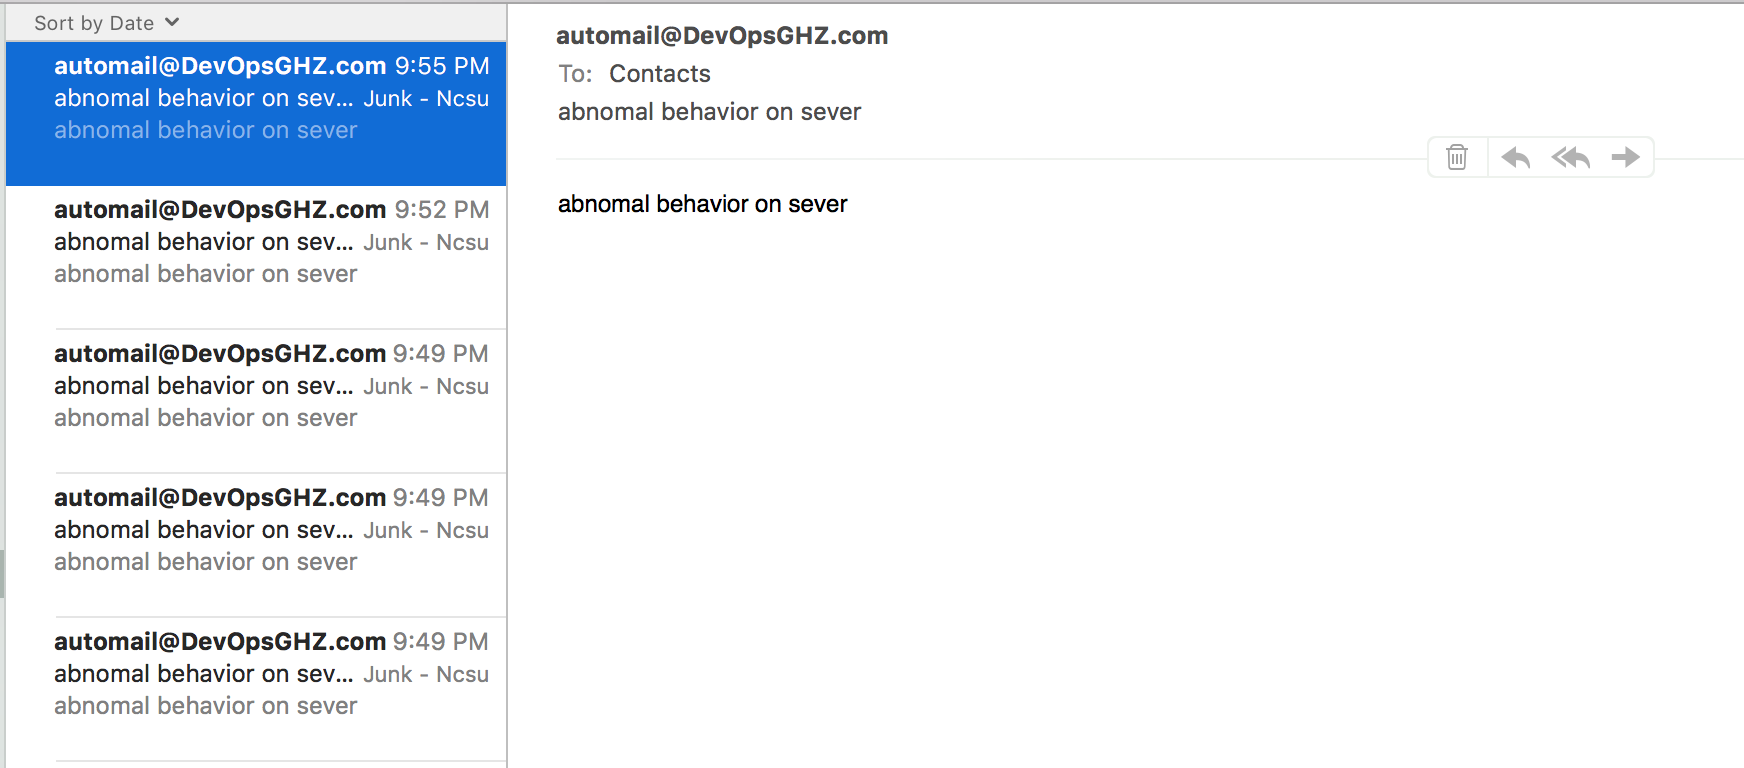 Sort by Date
automail@DevOpsGHZ.com 9:55 PM
abnomal behavior on sev... Junk - Ncsu
abnomal behavior on sever
automail@DevOpsGHZ.com 9:52 PM
abnomal behavior on sev... Junk - Ncsu
abnomal behavior on sever
automail@DevOpsGHZ.com 9:49 PM
abnomal behavior on sev... Junk - Ncsu
abnomal behavior on sever
automail@DevOpsGHZ.com 9:49 PM
abnomal behavior on sev... Junk - Ncsu
abnomal behavior on sever
automail@DevOpsGHZ.com 9:49 PM
abnomal behavior on sev... Junk - Ncsu
abnomal behavior on sever
automail@DevOpsGHZ.com
To: Contacts
abnomal behavior on sever
abnomal behavior on sever